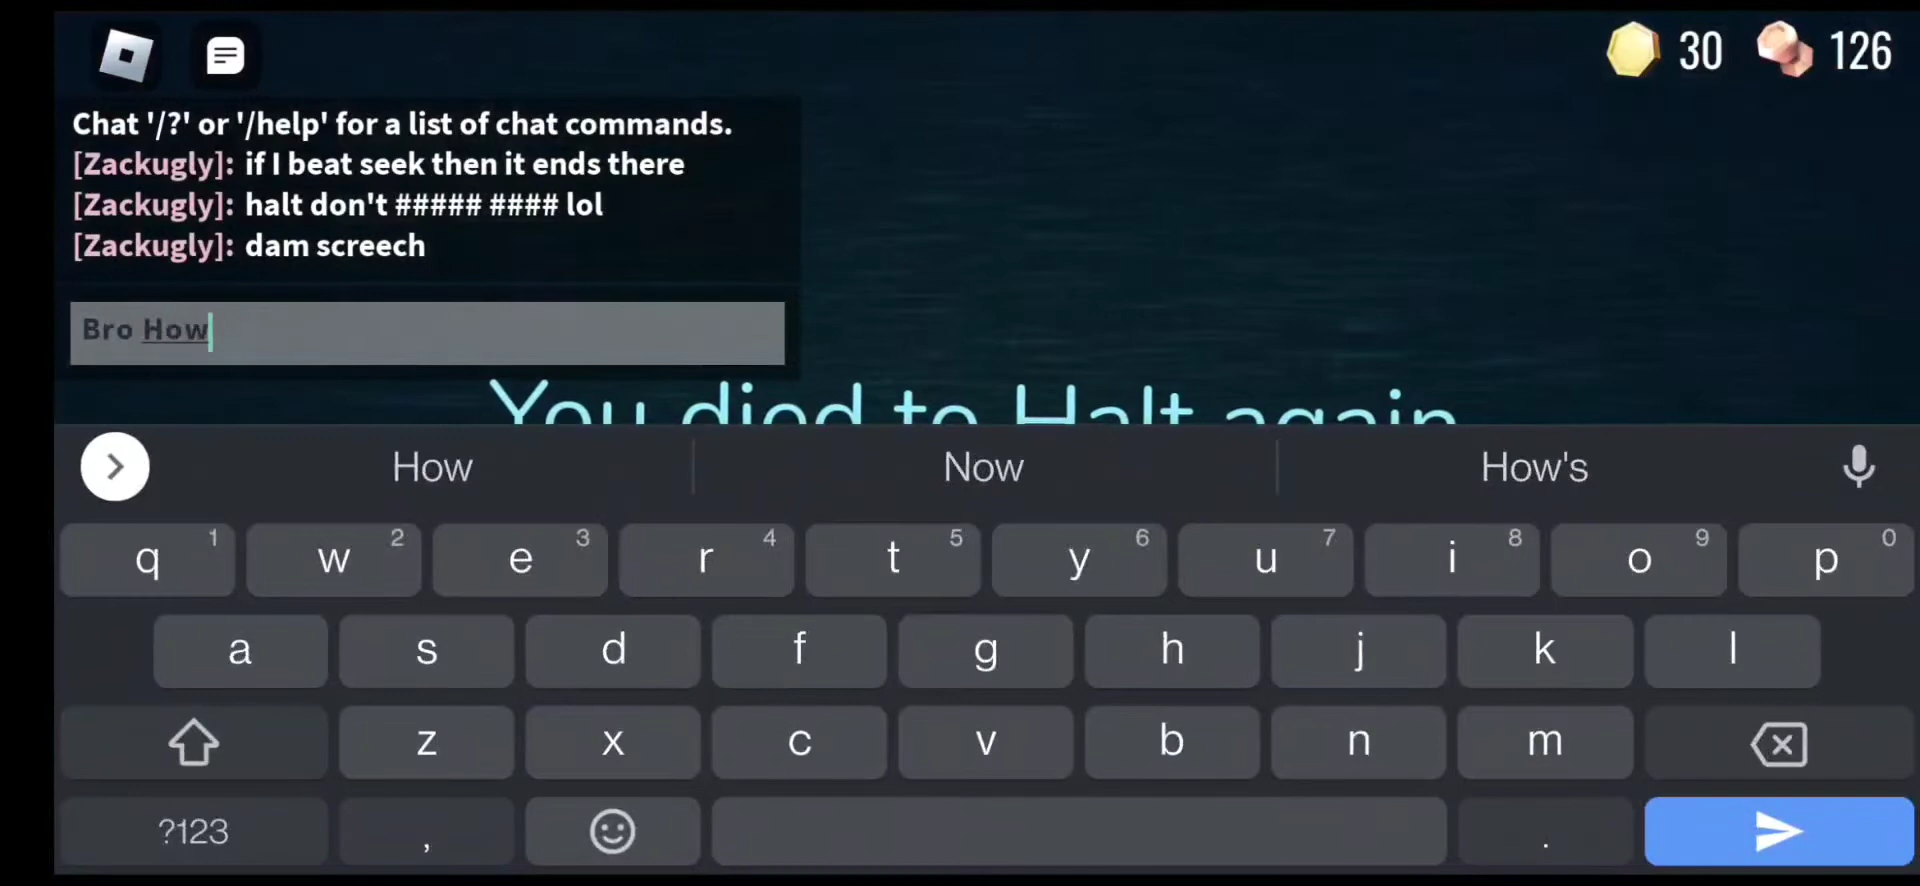 30 126
Chat '/?' or '/help' for a list of chat commands.
[Zackugly]: if I beat seek then it ends there
[Zackugly]: halt don't ##### #### lol
[Zackugly]: dam screech
Bro How
You died to Halt again
How Now How's
q 1 w 2 e 3 r 4 t 5 y 6 u 7 i 8 o 9 p 0
a s d f g h j k l
z x c v b n m
?123 , .